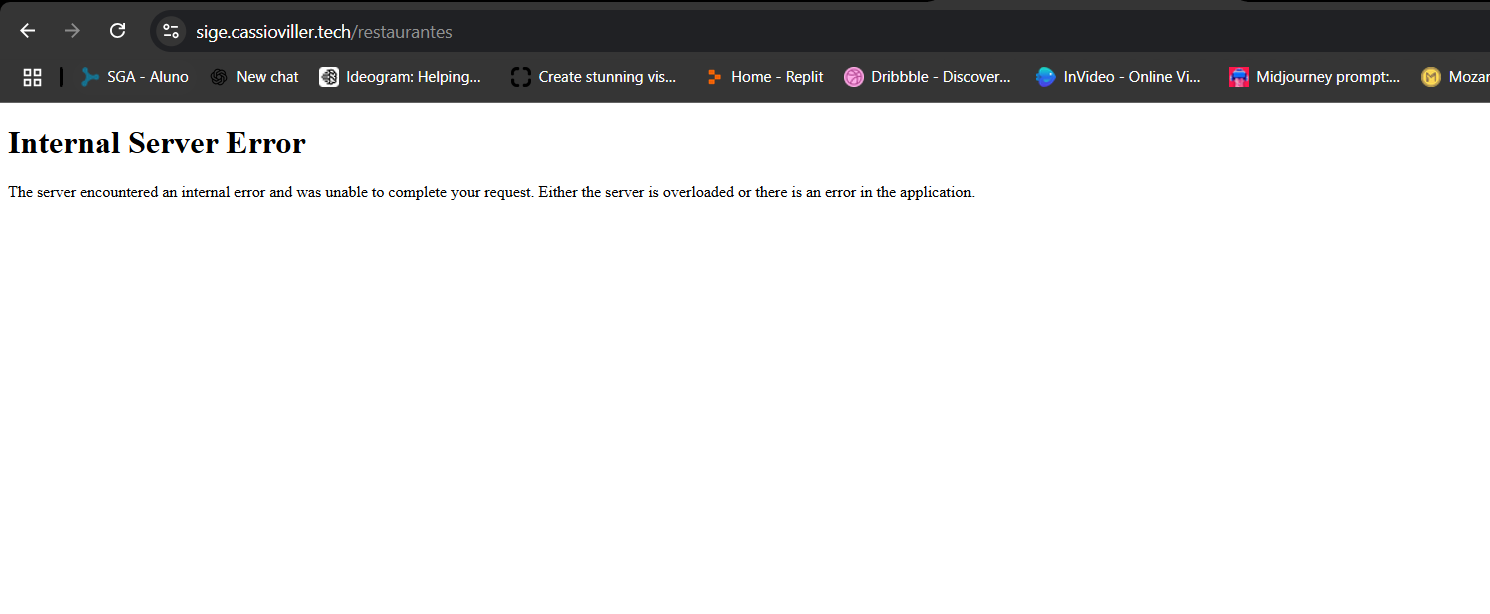 sige.cassioviller.tech/restaurantes
SGA - Aluno New chat Ideogram: Helping... Create stunning vis... Home - Replit Dribbble - Discover... InVideo - Online Vi... Midjourney prompt:... Mozar
Internal Server Error
The server encountered an internal error and was unable to complete your request. Either the server is overloaded or there is an error in the application.